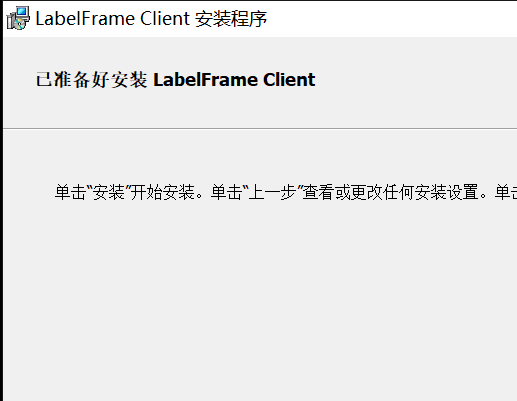 LabelFrame Client 安装程序
已准备好安装 LabelFrame Client
单击“安装”开始安装。单击“上一步”查看或更改任何安装设置。单